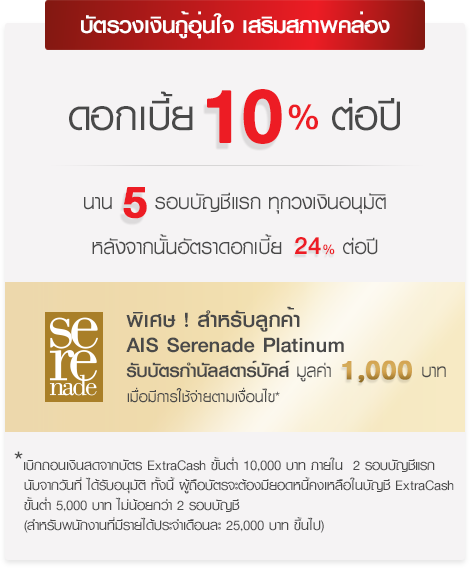 บัตรวงเงินกู้อุ่นใจ เสริมสภาพคล่อง
ดอกเบี้ย 10% ต่อปี
นาน 5 รอบบัญชีแรก ทุกวงเงินอนุมัติ
หลังจากนั้นอัตราดอกเบี้ย 24% ต่อปี
se
re
nade
พิเศษ ! สำหรับลูกค้า
AIS Serenade Platinum
รับบัตรกำนัลสตาร์บัคส์ มูลค่า 1,000 บาท
เมื่อมีการใช้จ่ายตามเงื่อนไข*
*เบิกถอนเงินสดจากบัตร ExtraCash ขั้นต่ำ 10,000 บาท ภายใน 2 รอบบัญชีแรก
นับจากวันที่ ได้รับอนุมัติ ทั้งนี้ ผู้ถือบัตรจะต้องมียอดหนี้คงเหลือในบัญชี ExtraCash
ขั้นต่ำ 5,000 บาท ไม่น้อยกว่า 2 รอบบัญชี
(สำหรับพนักงานที่มีรายได้ประจำเดือนละ 25,000 บาท ขึ้นไป)